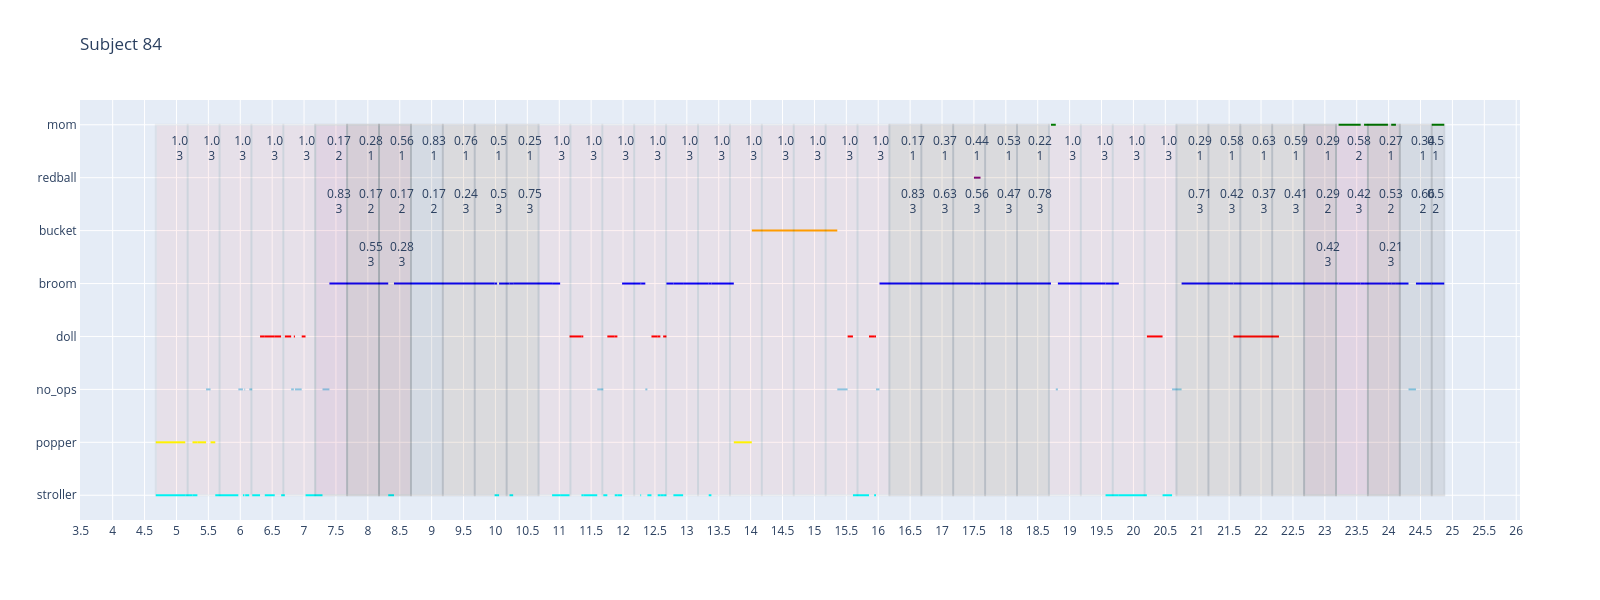 Subject 84
mom
1.0 1.0 1.0 1.0 1.0 0.17 0.28 0.56 0.83 0.76 0.5 0.25 1.0 1.0 1.0 1.0 1.0 1.0 1.0 1.0 1.0 1.0 1.0 0.17 0.37 0.44 0.53 0.22 1.0 1.0 1.0 1.0 0.29 0.58 0.63 0.59 0.29 0.58 0.27 0.5
3 3 3 3 3 2 1 1 1 1 1 1 3 3 3 3 3 3 3 3 3 3 3 1 1 1 1 1 3 3 3 3 1 1 1 1 1 2 1 1 1
redball
0.83 0.17 0.17 0.17 0.24 0.5 0.75 0.83 0.63 0.56 0.47 0.78 0.71 0.42 0.37 0.41 0.29 0.42 0.53 0.5
3 2 2 2 3 3 3 3 3 3 3 3 3 3 3 3 2 3 2 2 2
bucket
0.55 0.28 0.42 0.21
3 3 3 3
broom
doll
no_ops
popper
stroller
3.5 4 4.5 5 5.5 6 6.5 7 7.5 8 8.5 9 9.5 10 10.5 11 11.5 12 12.5 13 13.5 14 14.5 15 15.5 16 16.5 17 17.5 18 18.5 19 19.5 20 20.5 21 21.5 22 22.5 23 23.5 24 24.5 25 25.5 26